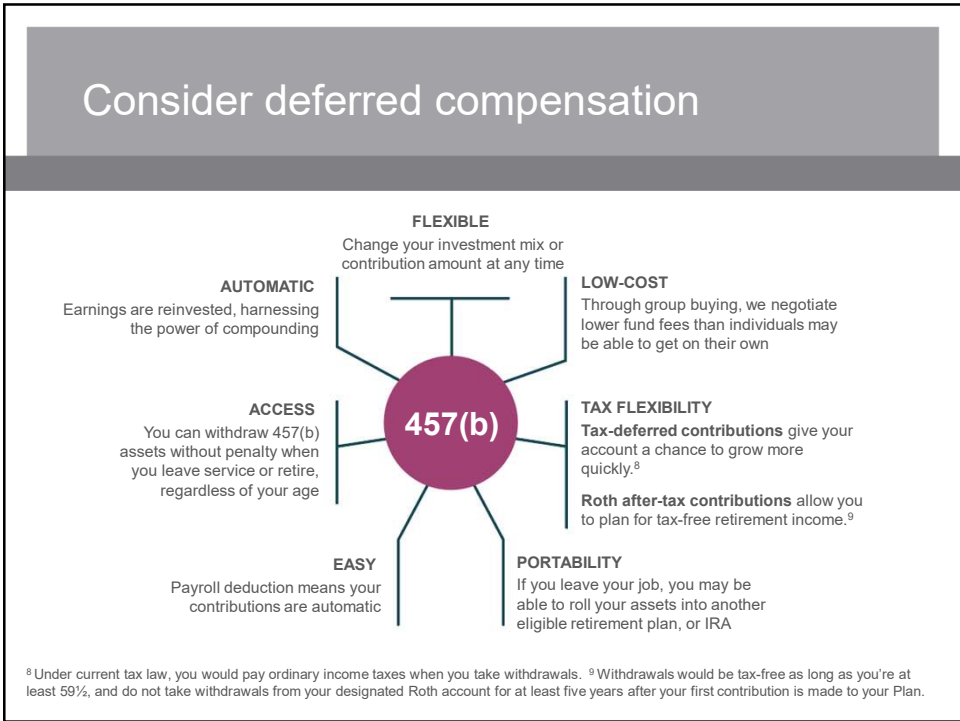 Consider deferred compensation
FLEXIBLE
Change your investment mix or
contribution amount at any time
AUTOMATIC
Earnings are reinvested, harnessing
the power of compounding
LOW-COST
Through group buying, we negotiate
lower fund fees than individuals may
be able to get on their own
ACCESS
You can withdraw 457(b)
assets without penalty when
you leave service or retire,
regardless of your age
457(b)
TAX FLEXIBILITY
Tax-deferred contributions give your
account a chance to grow more
quickly.⁸
Roth after-tax contributions allow you
to plan for tax-free retirement income.⁹
EASY
Payroll deduction means your
contributions are automatic
PORTABILITY
If you leave your job, you may be
able to roll your assets into another
eligible retirement plan, or IRA
⁸ Under current tax law, you would pay ordinary income taxes when you take withdrawals. ⁹ Withdrawals would be tax-free as long as you’re at
least 59½, and do not take withdrawals from your designated Roth account for at least five years after your first contribution is made to your Plan.